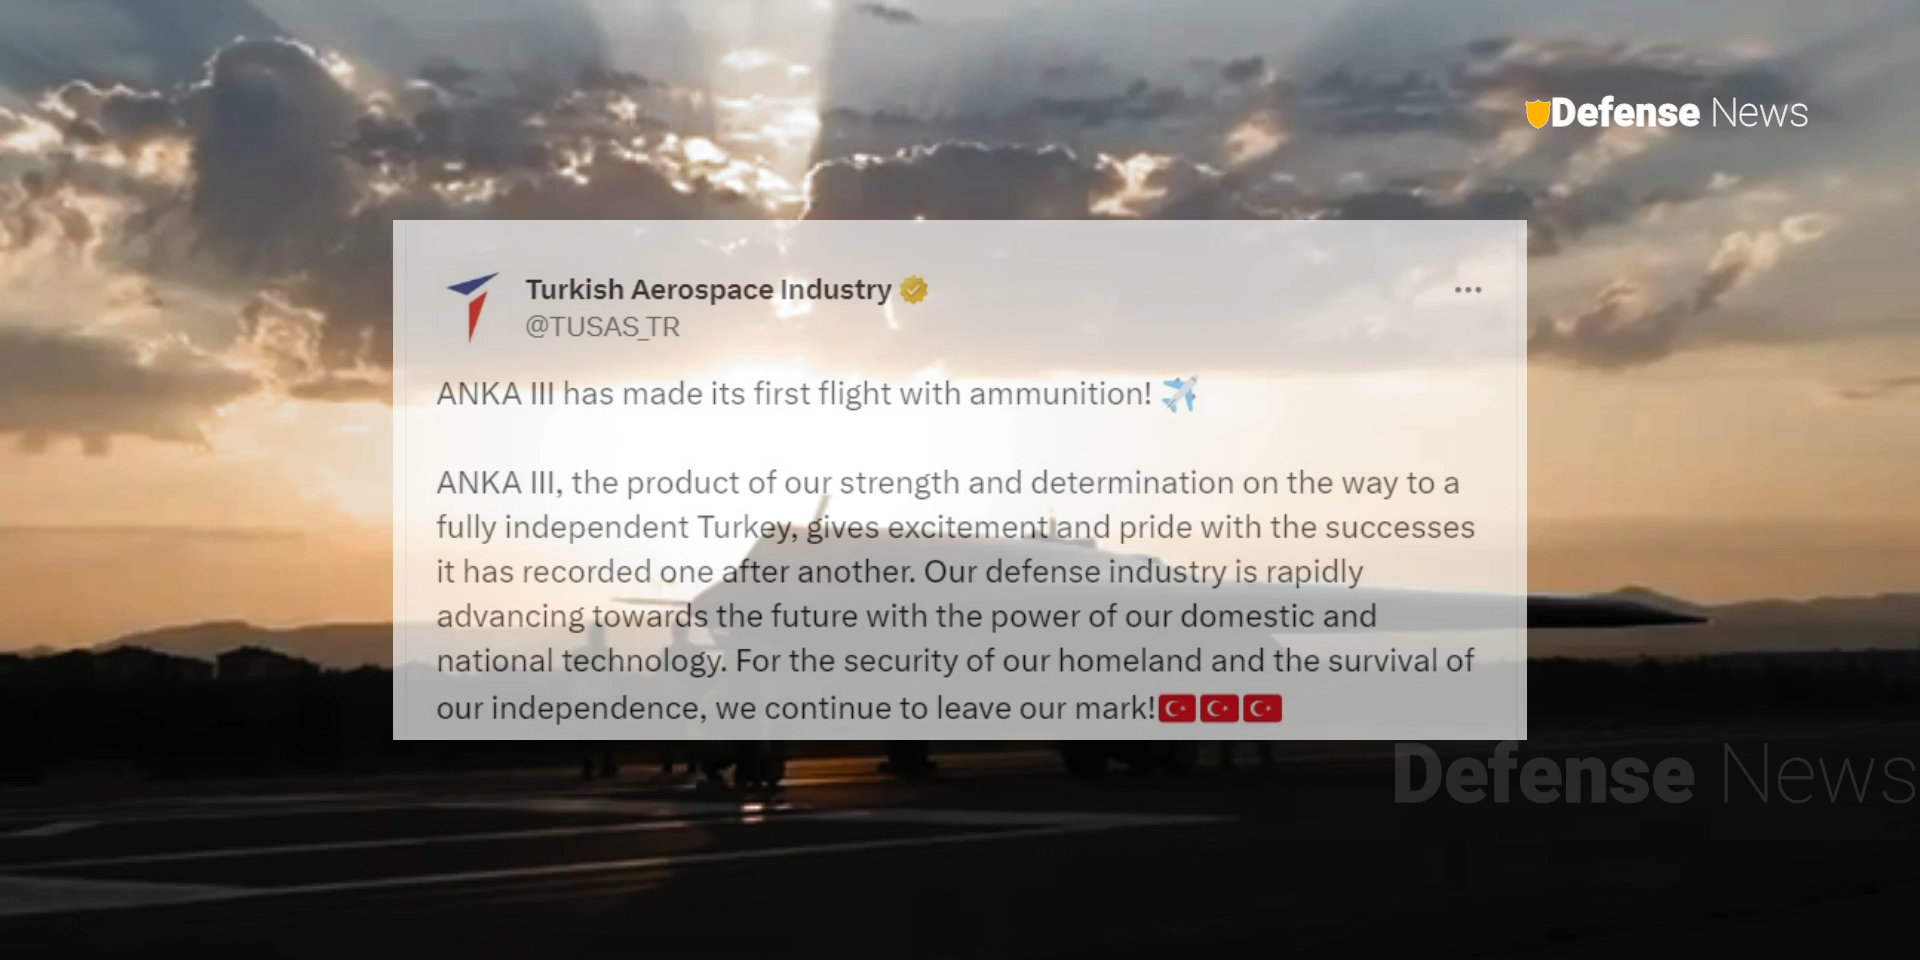 Defense News
Turkish Aerospace Industry
@TUSAS_TR
ANKA III has made its first flight with ammunition! ✈️
ANKA III, the product of our strength and determination on the way to a
fully independent Turkey, gives excitement and pride with the successes
it has recorded one after another. Our defense industry is rapidly
advancing towards the future with the power of our domestic and
national technology. For the security of our homeland and the survival of
our independence, we continue to leave our mark!🇹🇷🇹🇷🇹🇷
Defense News